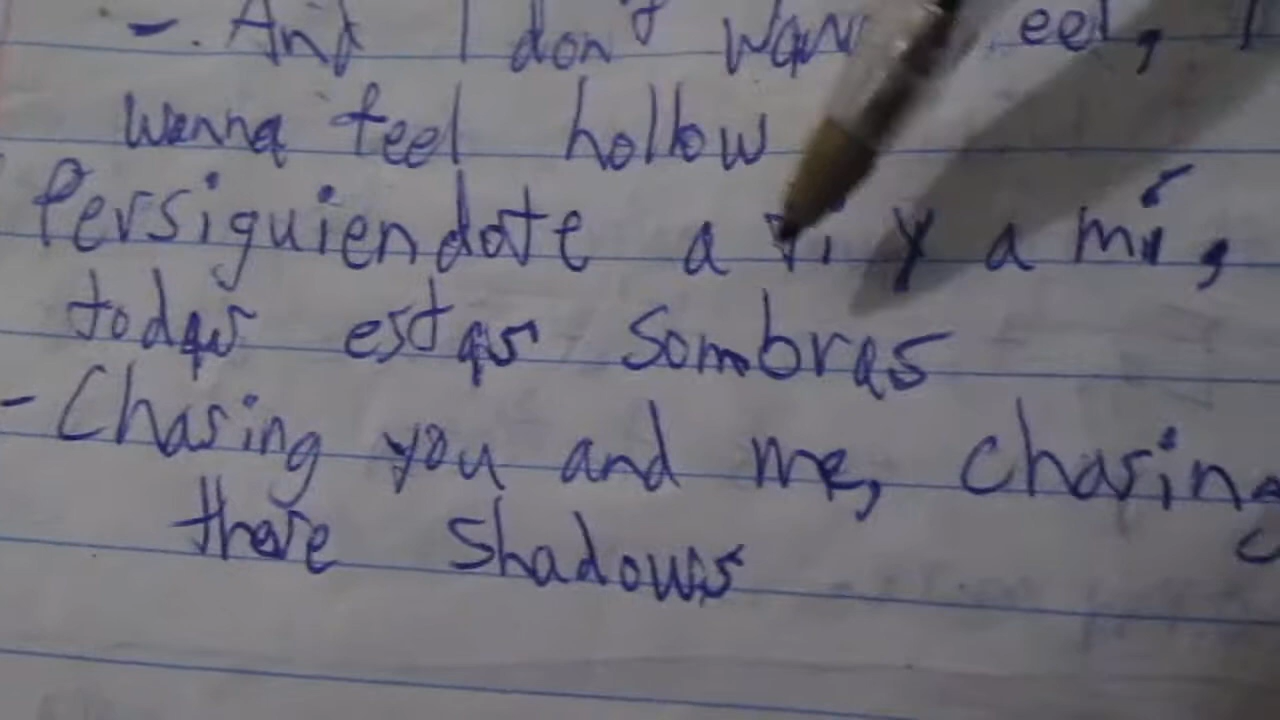 -. And I don't wan eel, I
wanna feel hollow
Persiguiendote a ti y a mí,
todas estas sombras
- Chasing you and me, chasing
these shadows